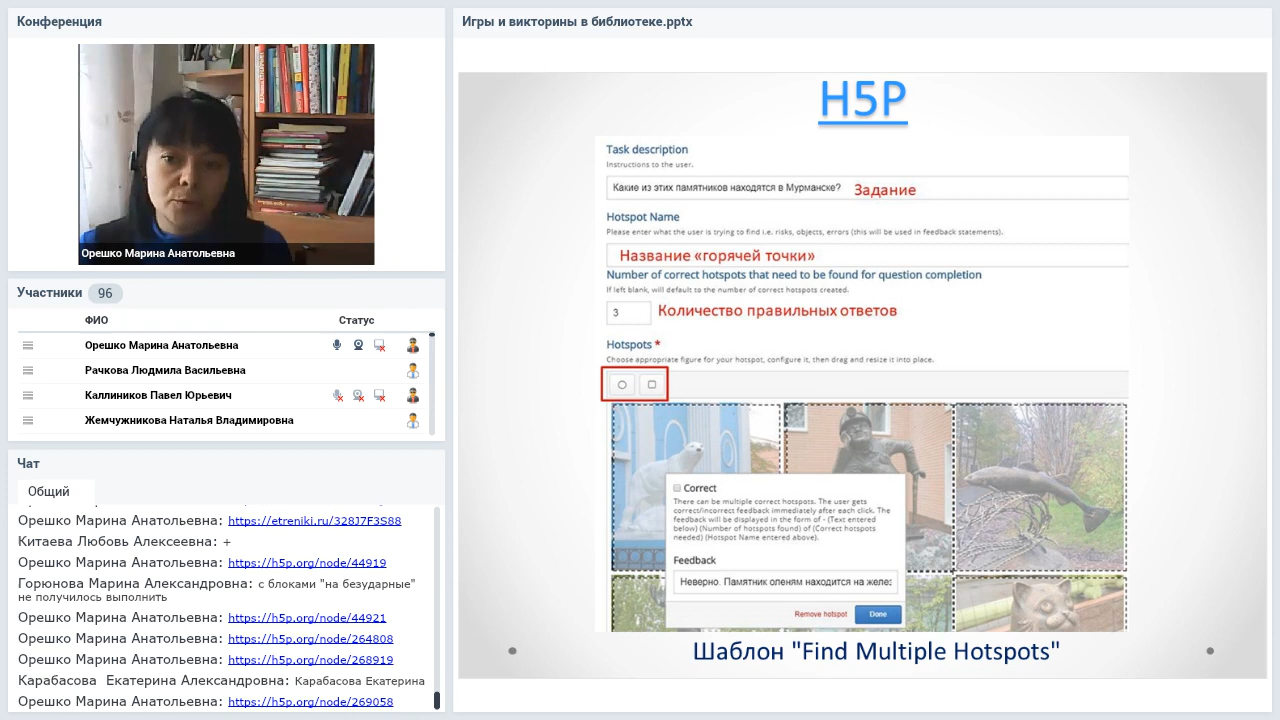 Конференция
Орешко Марина Анатольевна
Участники 96
ФИО Статус
Орешко Марина Анатольевна
Рачкова Людмила Васильевна
Каллиников Павел Юрьевич
Жемчужникова Наталья Владимировна
Чат
Общий
Орешко Марина Анатольевна: https://etreniki.ru/328J7F3S88
Китаева Любовь Алексеевна: +
Орешко Марина Анатольевна: https://h5p.org/node/44919
Горюнова Марина Александровна: с блоками "на безударные"
не получилось выполнить
Орешко Марина Анатольевна: https://h5p.org/node/44921
Орешко Марина Анатольевна: https://h5p.org/node/264808
Орешко Марина Анатольевна: https://h5p.org/node/268919
Карабасова Екатерина Александровна: Карабасова Екатерина
Орешко Марина Анатольевна: https://h5p.org/node/269058
Игры и викторины в библиотеке.pptx
H5P
Task description
Instructions to the user.
Какие из этих памятников находятся в Мурманске? Задание
Hotspot Name
Please enter what the user is trying to find i.e. risks, objects, errors (this will be used in feedback statements).
Название «горячей точки»
Number of correct hotspots that need to be found for question completion
If left blank, will default to the number of correct hotspots created.
3 Количество правильных ответов
Hotspots *
Choose appropriate figure for your hotspot, configure it, then drag and resize it into place.
Correct
There can be multiple correct hotspots. The user gets
correct/incorrect feedback immediately after each click. The
feedback will be displayed in the form of - (Text entered
below) (Number of hotspots found) of (Correct hotspots
needed) (Hotspot Name entered above).
Feedback
Неверно. Памятник оленям находится на желез
Remove hotspot Done
Шаблон "Find Multiple Hotspots"